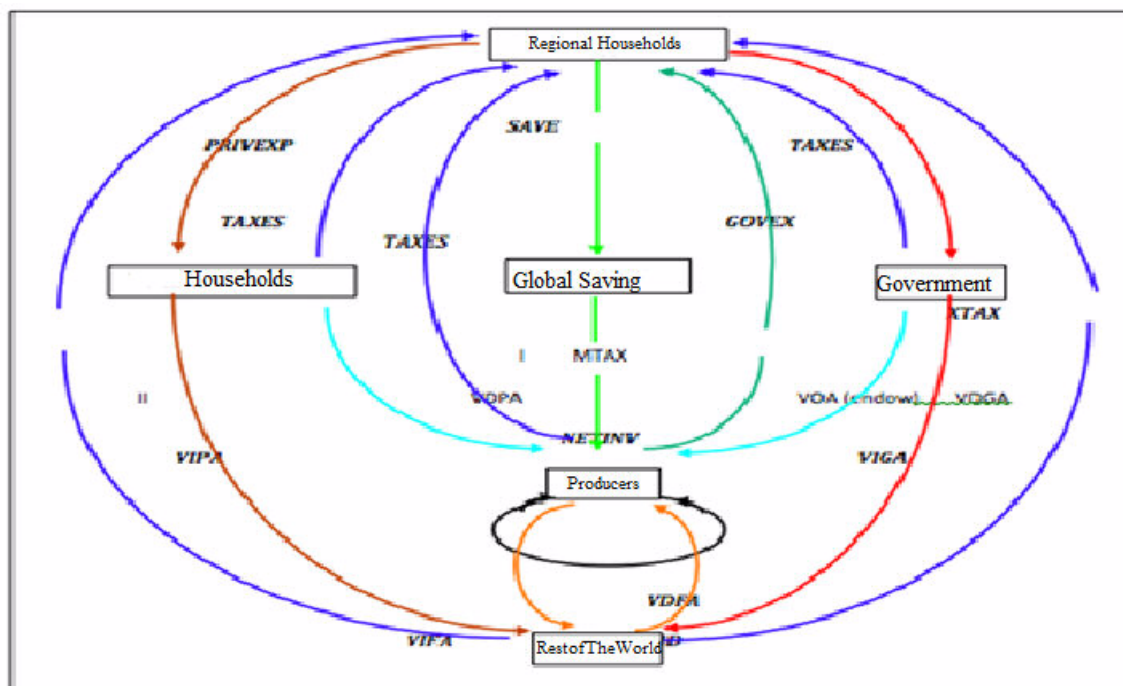 Regional Households
SAVE
PRIVEXP
TAXES
TAXES
TAXES
GOVEX
Households
Global Saving
Government
XTAX
I MTAX
II
VDPA
VOA (endow) VDGA
NETINV
VIPA
VIGA
Producers
VDFA
VIFA
RestofTheWorld